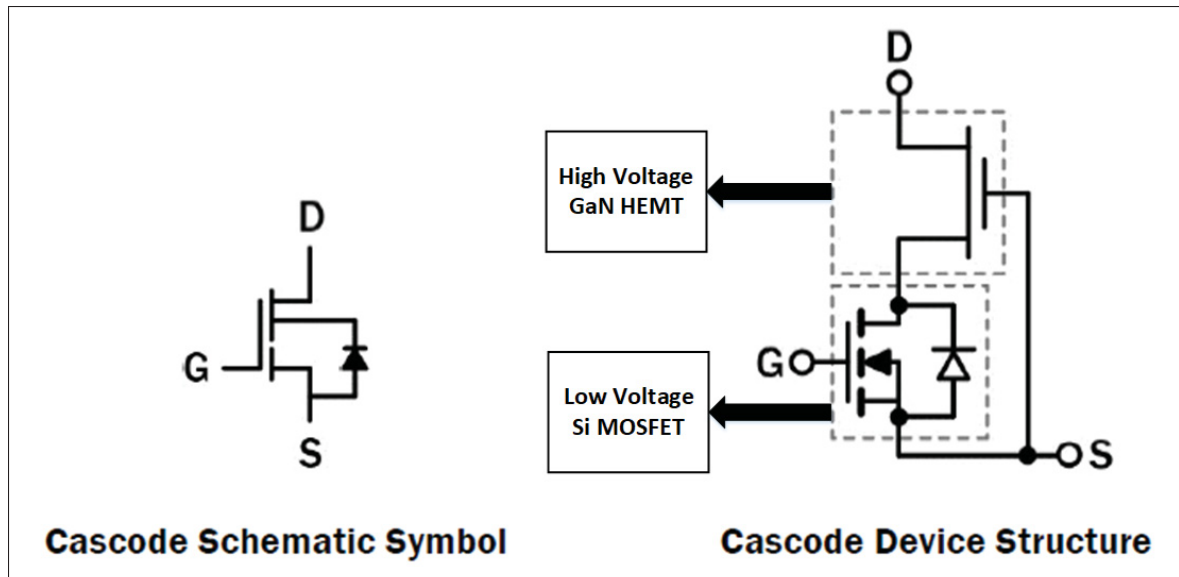 D
G
S
Cascode Schematic Symbol
D
High Voltage
GaN HEMT
G
Low Voltage
Si MOSFET
S
Cascode Device Structure